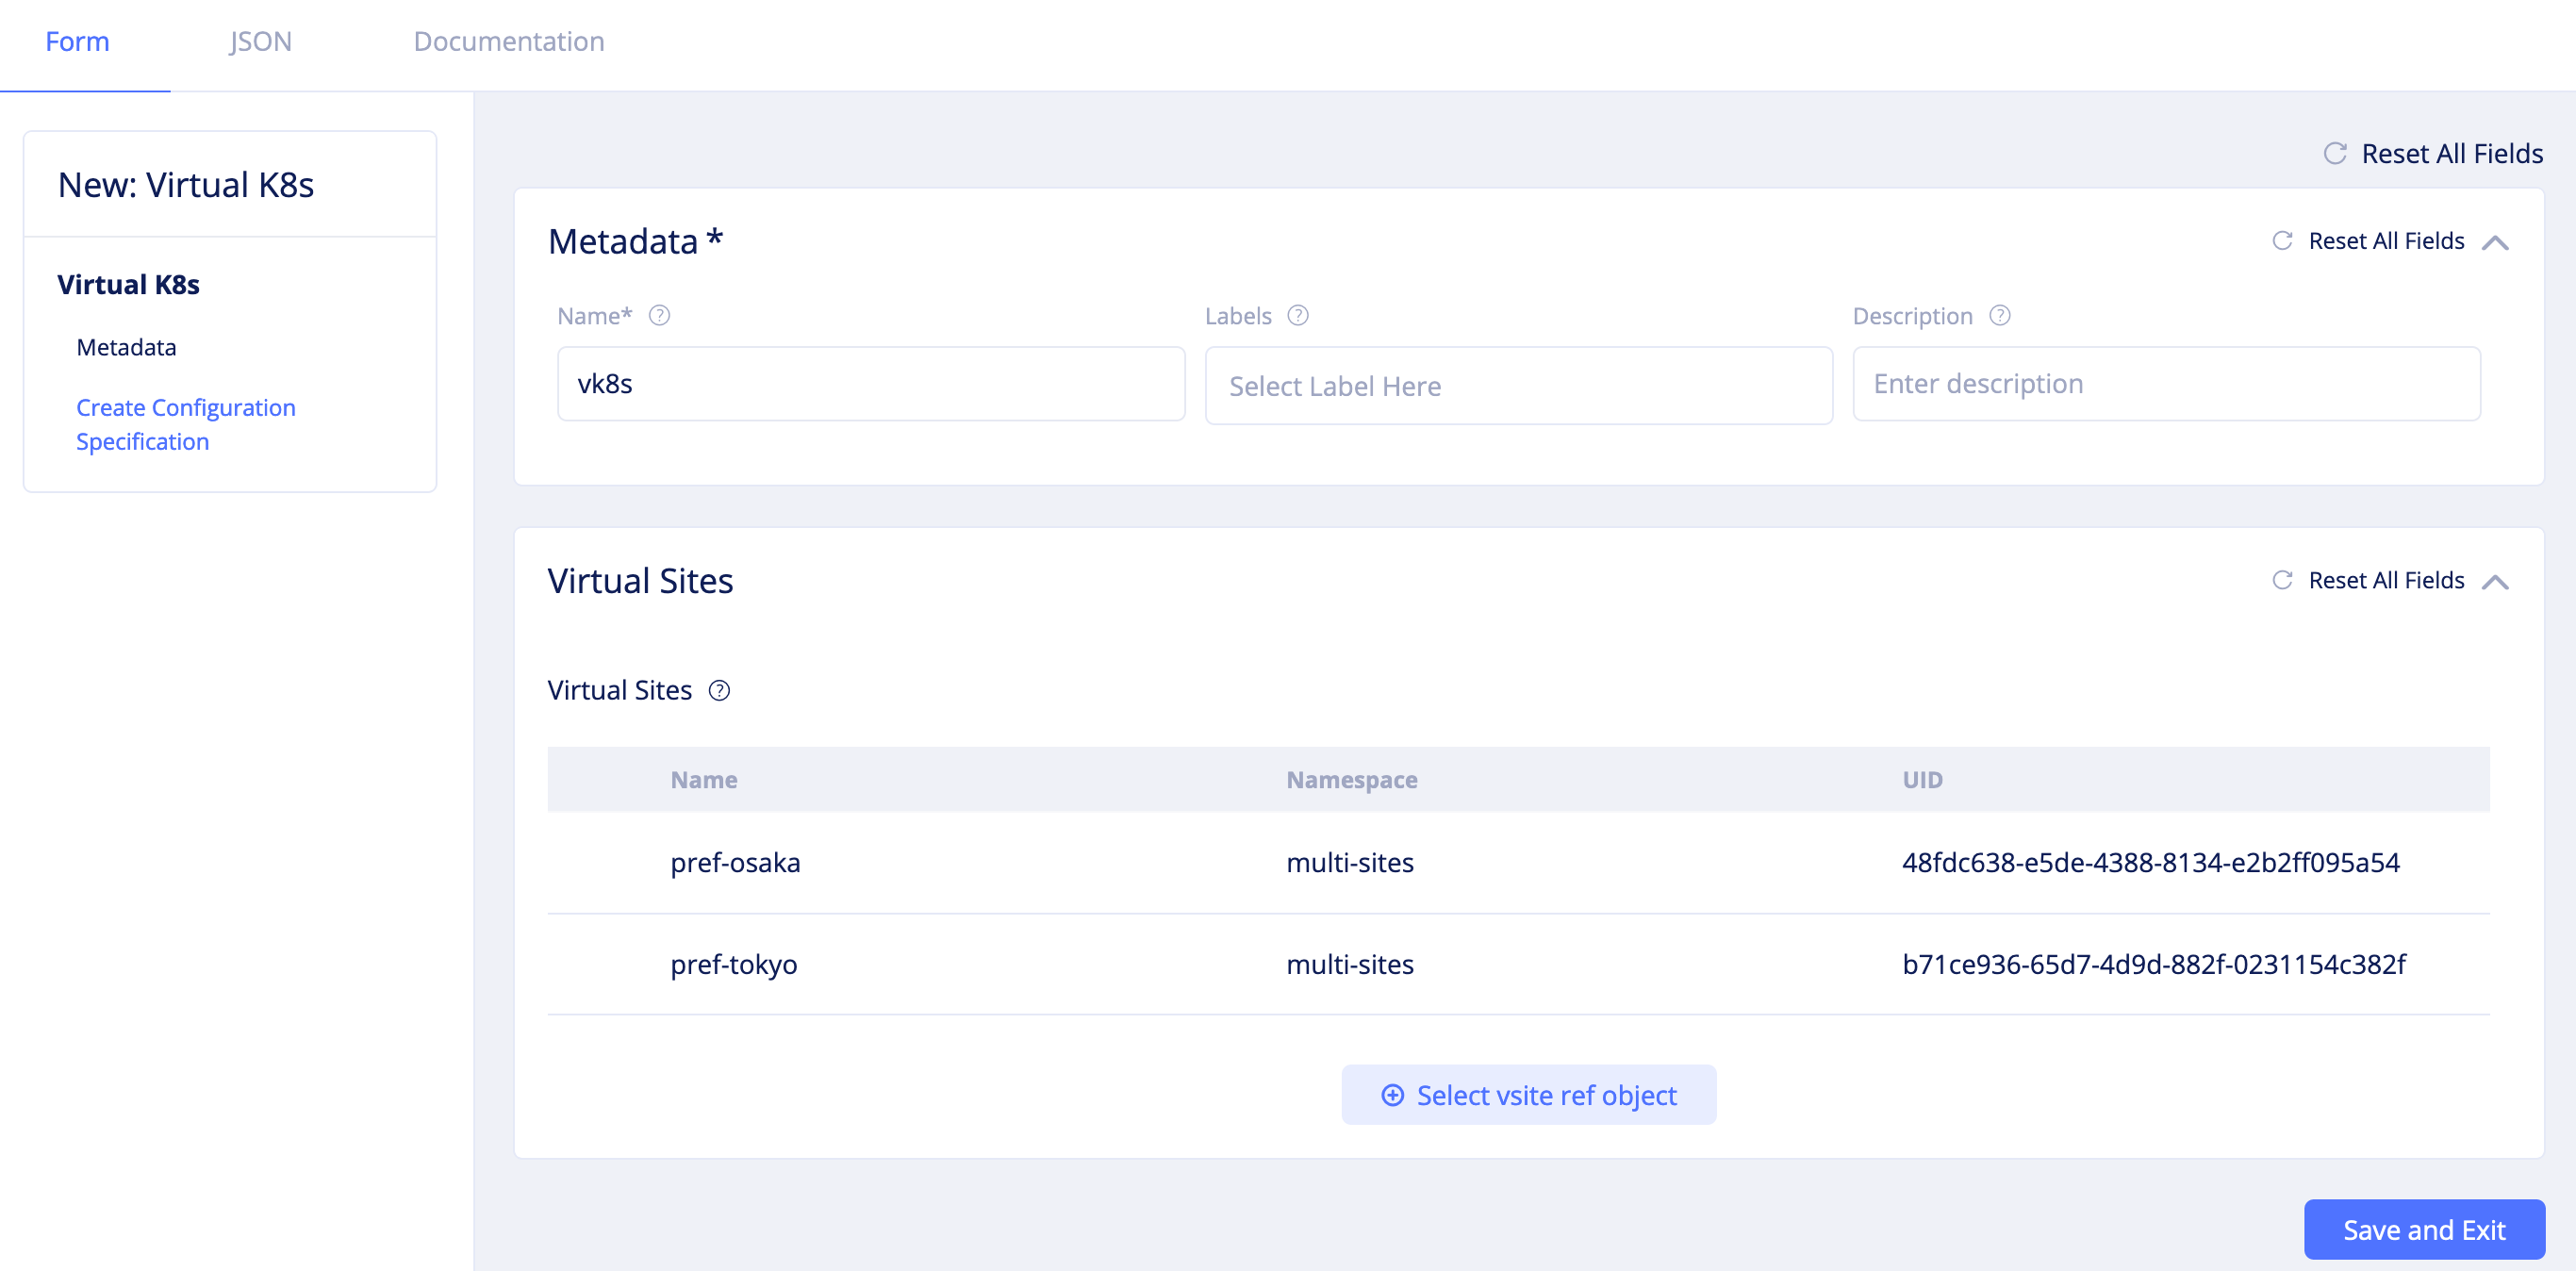 Form JSON Documentation
New: Virtual K8s
Virtual K8s
Metadata
Create Configuration
Specification
Reset All Fields
Metadata *
Reset All Fields
Name* Labels Description
vk8s Select Label Here Enter description
Virtual Sites
Reset All Fields
Virtual Sites
Name Namespace UID
pref-osaka multi-sites 48fdc638-e5de-4388-8134-e2b2ff095a54
pref-tokyo multi-sites b71ce936-65d7-4d9d-882f-0231154c382f
Select vsite ref object
Save and Exit